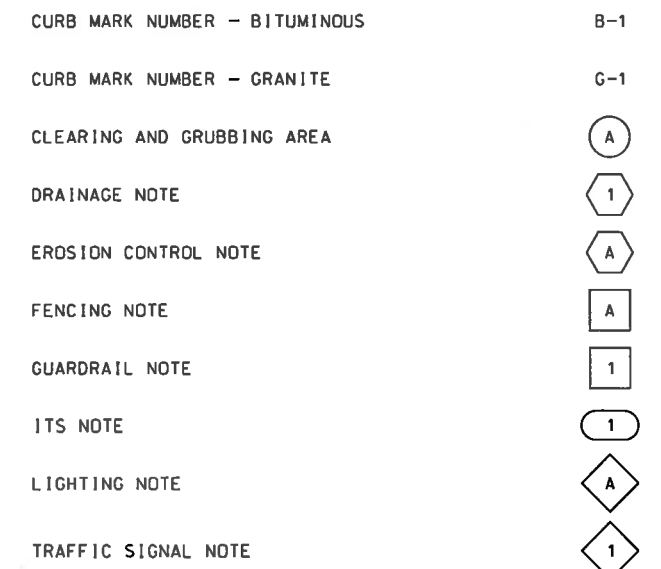 CURB MARK NUMBER – BITUMINOUS B-1
CURB MARK NUMBER – GRANITE G-1
CLEARING AND GRUBBING AREA A
DRAINAGE NOTE 1
EROSION CONTROL NOTE A
FENCING NOTE A
GUARDRAIL NOTE 1
ITS NOTE 1
LIGHTING NOTE A
TRAFFIC SIGNAL NOTE 1